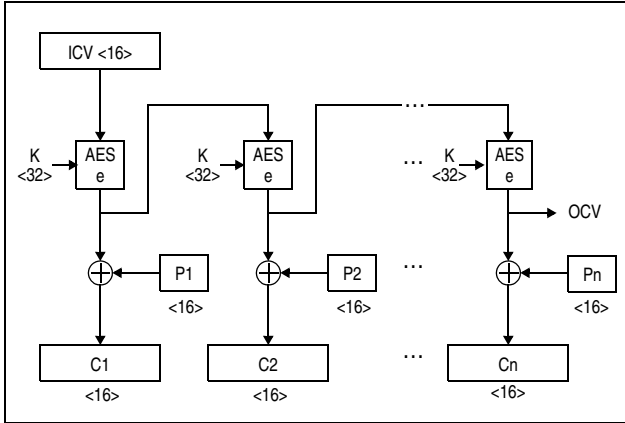 ICV <16>
...
K
<32>
AES
e
K
<32>
AES
e
...
K
<32>
AES
e
OCV
P1
<16>
P2
<16>
...
Pn
<16>
C1
<16>
C2
<16>
...
Cn
<16>